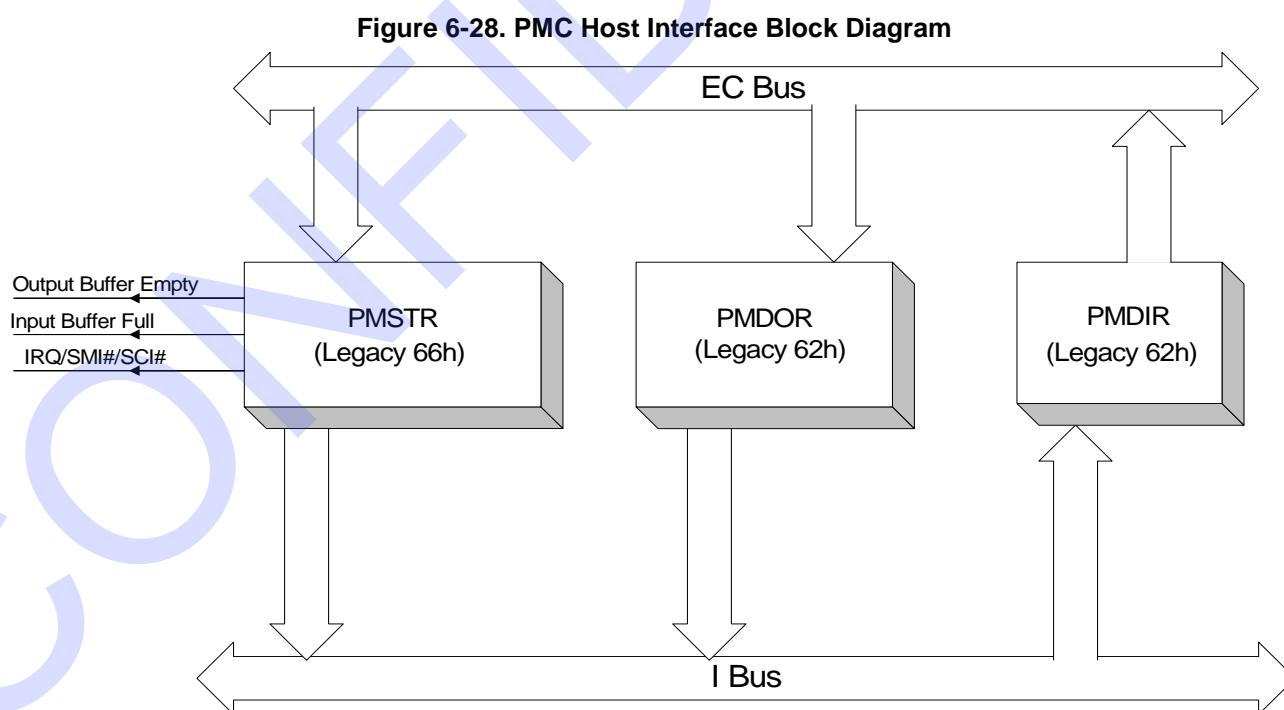 Figure 6-28. PMC Host Interface Block Diagram
EC Bus
Output Buffer Empty
Input Buffer Full
IRQ/SMI#/SCI#
PMSTR
(Legacy 66h)
PMDOR
(Legacy 62h)
PMDIR
(Legacy 62h)
I Bus
CONFID